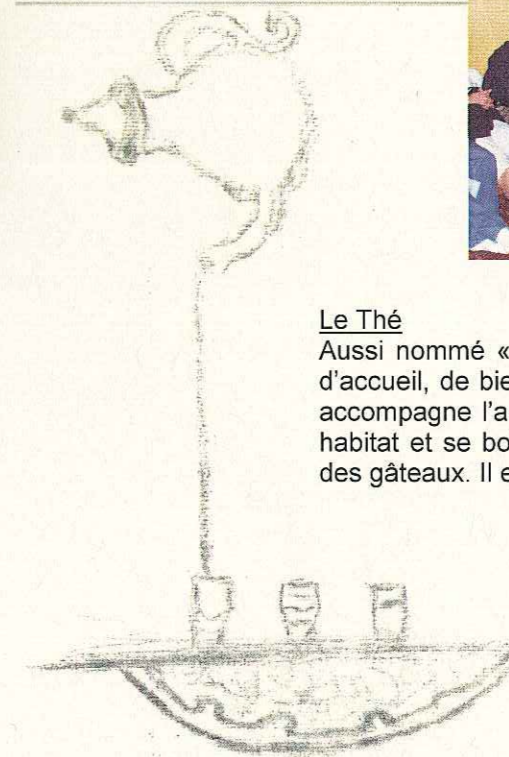 Le Thé
Aussi nommé «
d'accueil, de bie
accompagne l'a
habitat et se bo
des gâteaux. Il e